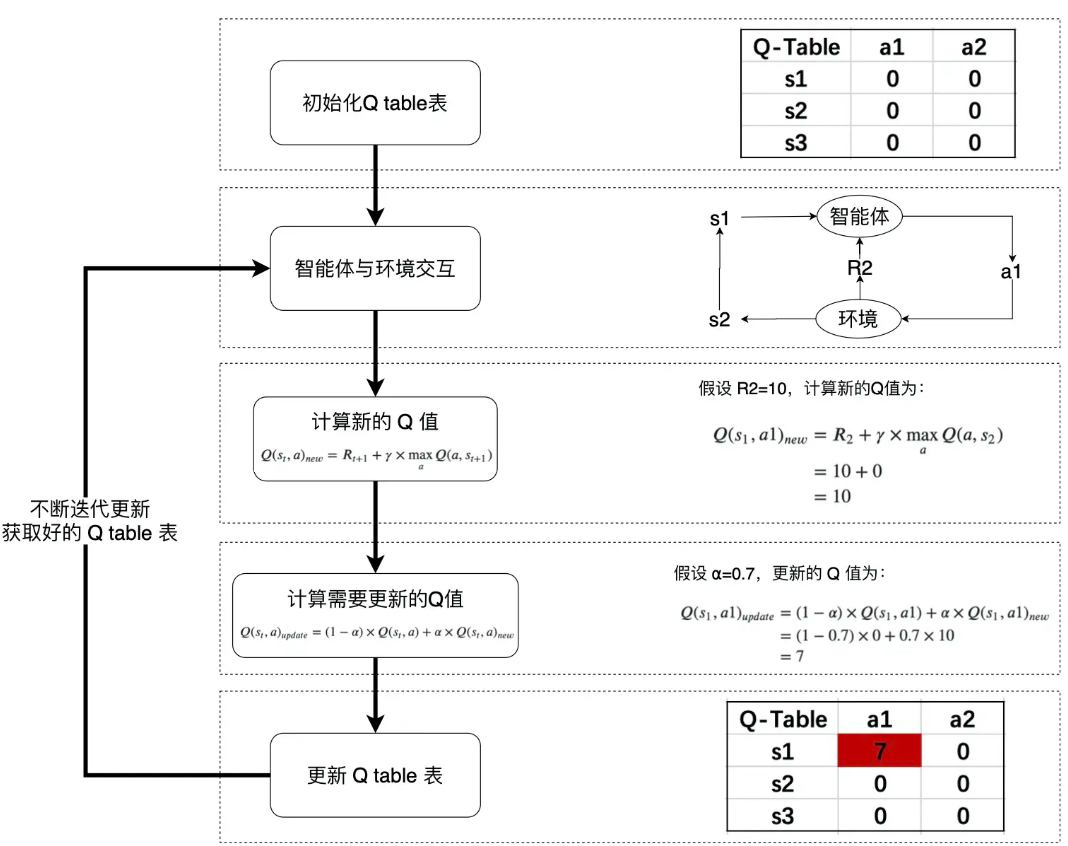 初始化Q table表
Q-Table a1 a2
s1 0 0
s2 0 0
s3 0 0
智能体与环境交互
s1 智能体
R2 a1
s2 环境
计算新的 Q 值
Q(s_t, a)_{new} = R_{t+1} + γ × max_a Q(a, s_{t+1})
假设 R2=10，计算新的Q值为：
Q(s_1, a1)_{new} = R_2 + γ × max_a Q(a, s_2)
= 10 + 0
= 10
不断迭代更新
获取好的 Q table 表
计算需要更新的Q值
Q(s_t, a)_{update} = (1 − α) × Q(s_t, a) + α × Q(s_t, a)_{new}
假设 α=0.7，更新的 Q 值为：
Q(s_1, a1)_{update} = (1 − α) × Q(s_1, a1) + α × Q(s_1, a1)_{new}
= (1 − 0.7) × 0 + 0.7 × 10
= 7
更新 Q table 表
Q-Table a1 a2
s1 7 0
s2 0 0
s3 0 0